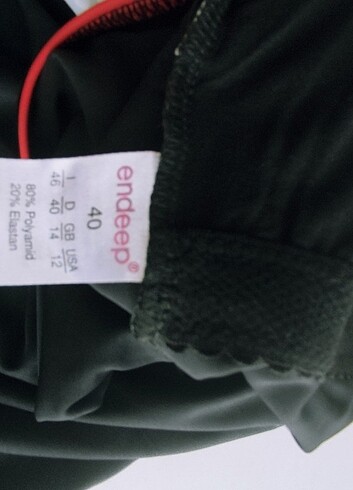 endeep®
40
I D GB USA
46 40 14 12
80% Polyamid
20% Elastan